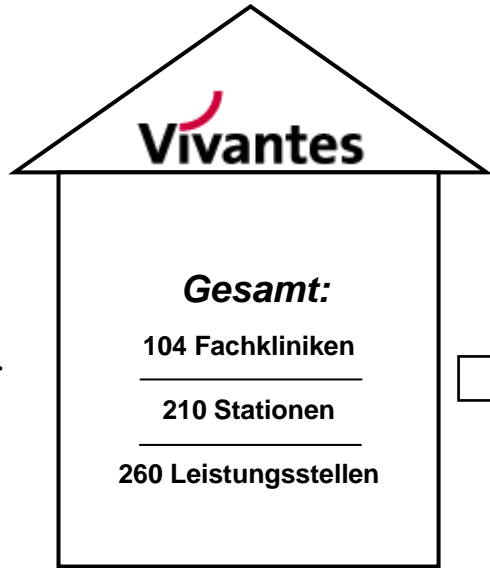 Vivantes
Gesamt:
104 Fachkliniken
210 Stationen
260 Leistungsstellen